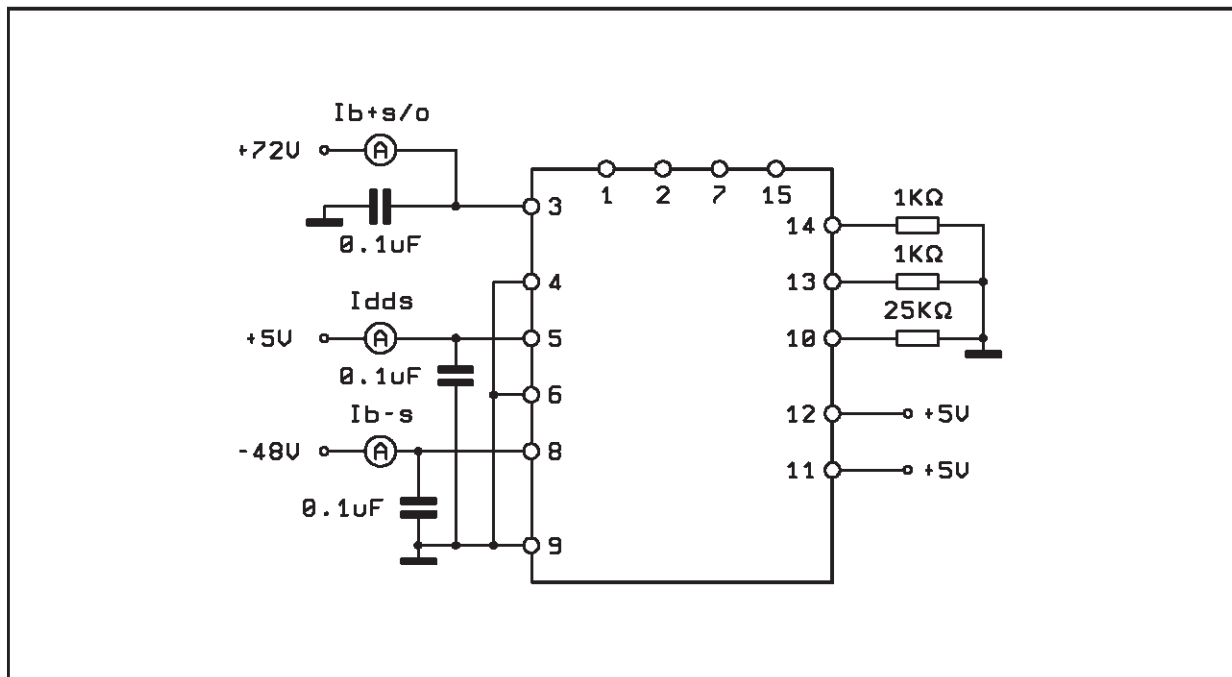 Ib+s/o
+72V
A
1
2
7
15
3
1KΩ
14
0.1uF
1KΩ
4
13
Idds
25KΩ
+5V
A
5
10
0.1uF
6
Ib-s
12
+5V
-48V
A
8
11
+5V
0.1uF
9